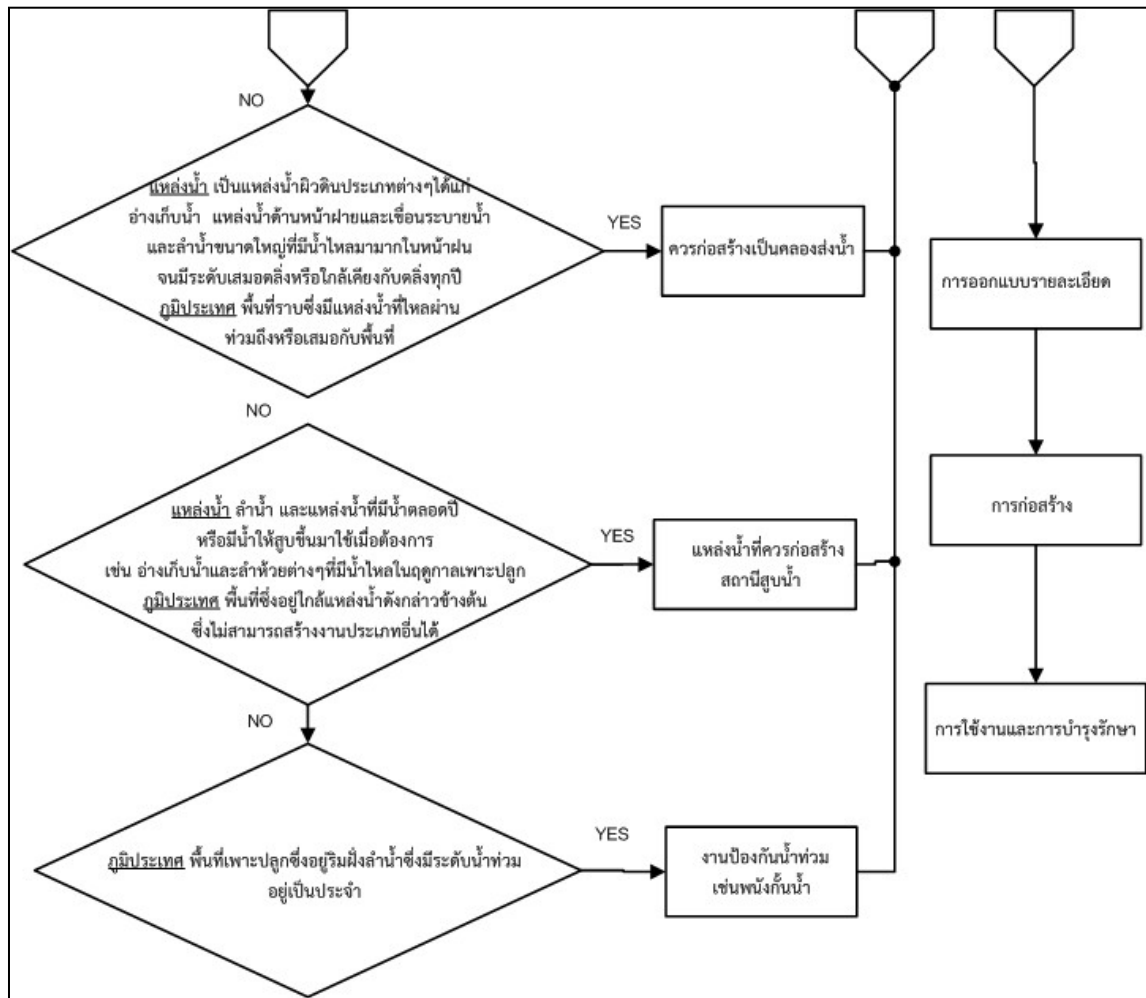 NO
แหล่งน้ำ เป็นแหล่งน้ำผิวดินประเภทต่างๆได้แก่
อ่างเก็บน้ำ แหล่งน้ำด้านหน้าฝายและเขื่อนระบายน้ำ
และลำน้ำขนาดใหญ่ที่มีน้ำไหลมามากในหน้าฝน
จนมีระดับเสมอตลิ่งหรือใกล้เคียงกับตลิ่งทุกปี
ภูมิประเทศ พื้นที่ราบซึ่งมีแหล่งน้ำที่ไหลผ่าน
ท่วมถึงหรือเสมอกับพื้นที่
YES
ควรก่อสร้างเป็นคลองส่งน้ำ
NO
แหล่งน้ำ ลำน้ำ และแหล่งน้ำที่มีน้ำตลอดปี
หรือมีน้ำให้สูบขึ้นมาใช้เมื่อต้องการ
เช่น อ่างเก็บน้ำและลำห้วยต่างๆที่มีน้ำไหลในฤดูกาลเพาะปลูก
ภูมิประเทศ พื้นที่ซึ่งอยู่ใกล้แหล่งน้ำดังกล่าวข้างต้น
ซึ่งไม่สามารถสร้างงานประเภทอื่นได้
YES
แหล่งน้ำที่ควรก่อสร้าง
สถานีสูบน้ำ
NO
ภูมิประเทศ พื้นที่เพาะปลูกซึ่งอยู่ริมฝั่งลำน้ำซึ่งมีระดับน้ำท่วม
อยู่เป็นประจำ
YES
งานป้องกันน้ำท่วม
เช่นพนังกั้นน้ำ
การออกแบบรายละเอียด
การก่อสร้าง
การใช้งานและการบำรุงรักษา